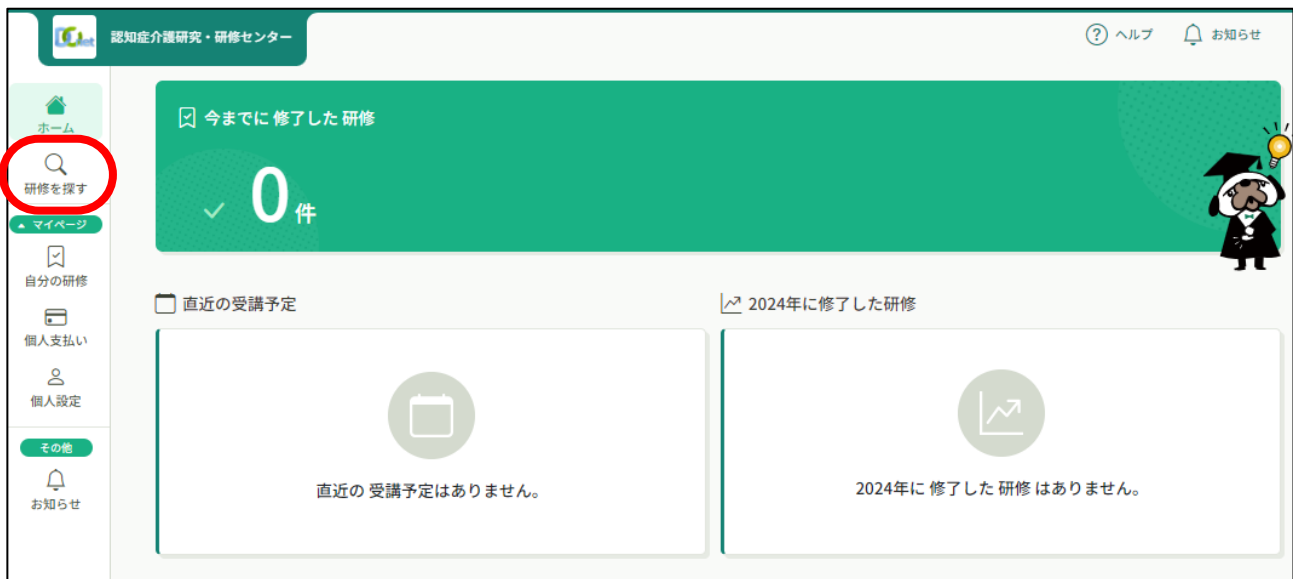 DCnet
認知症介護研究・研修センター
ヘルプ
お知らせ
ホーム
研修を探す
マイページ
自分の研修
個人支払い
個人設定
その他
お知らせ
今までに 修了した 研修
0 件
直近の受講予定
直近の 受講予定はありません。
2024年に修了した研修
2024年に 修了した 研修 はありません。